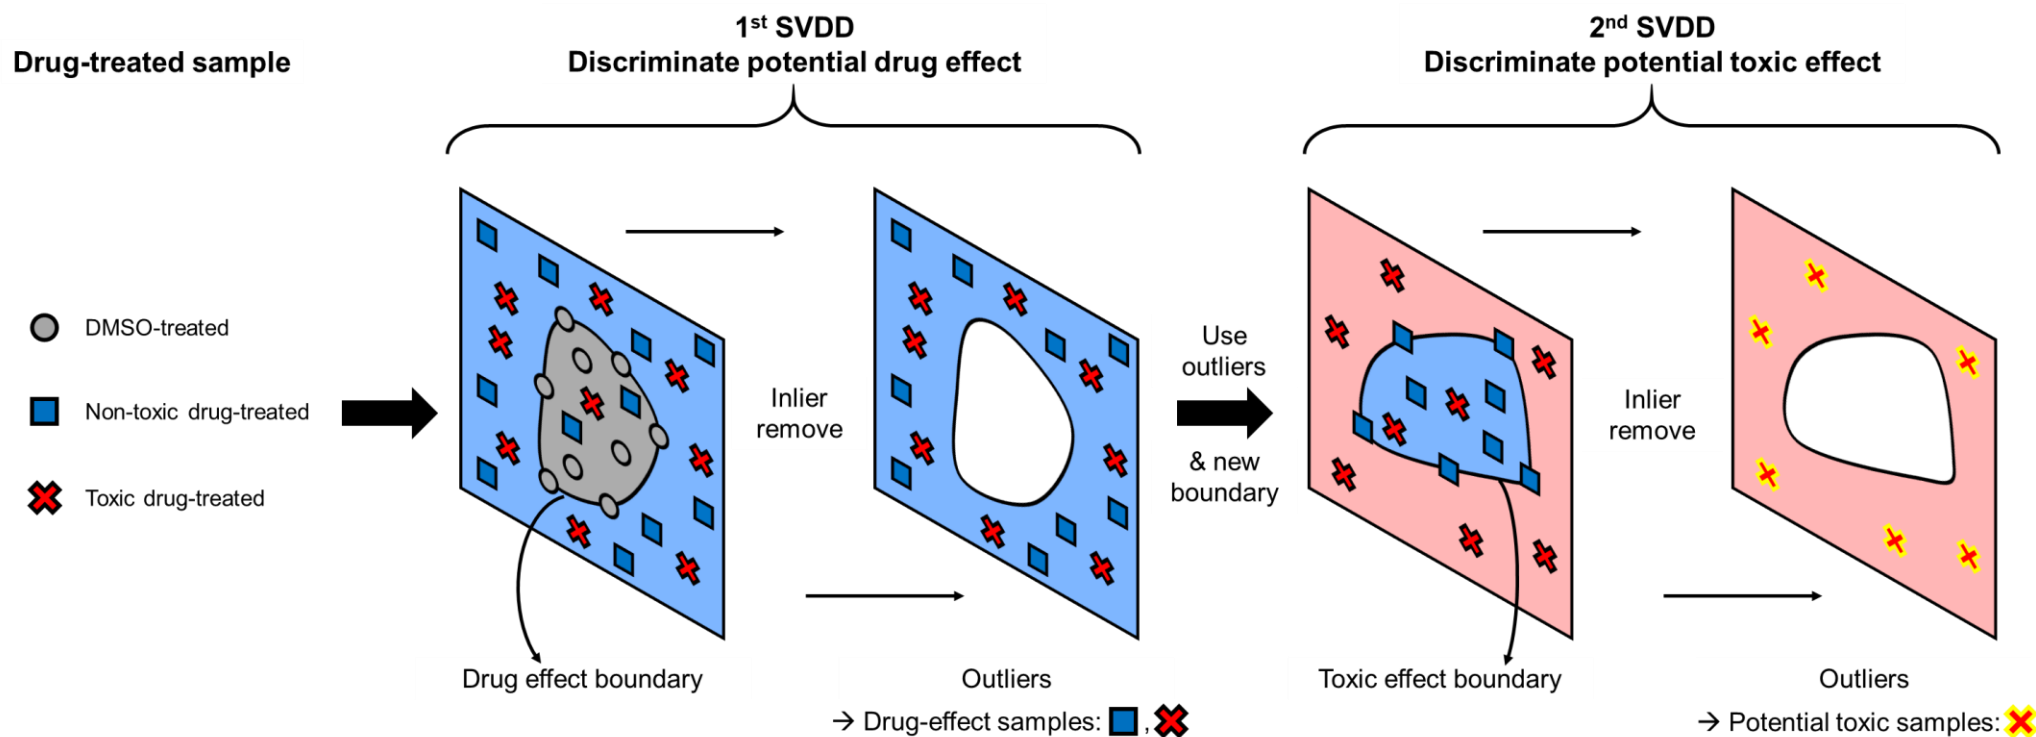 Drug-treated sample
1st SVDD
Discriminate potential drug effect
2nd SVDD
Discriminate potential toxic effect
DMSO-treated
Non-toxic drug-treated
Toxic drug-treated
Inlier
remove
Use
outliers
& new
boundary
Inlier
remove
Drug effect boundary
Outliers
→ Drug-effect samples: ,
Toxic effect boundary
Outliers
→ Potential toxic samples: